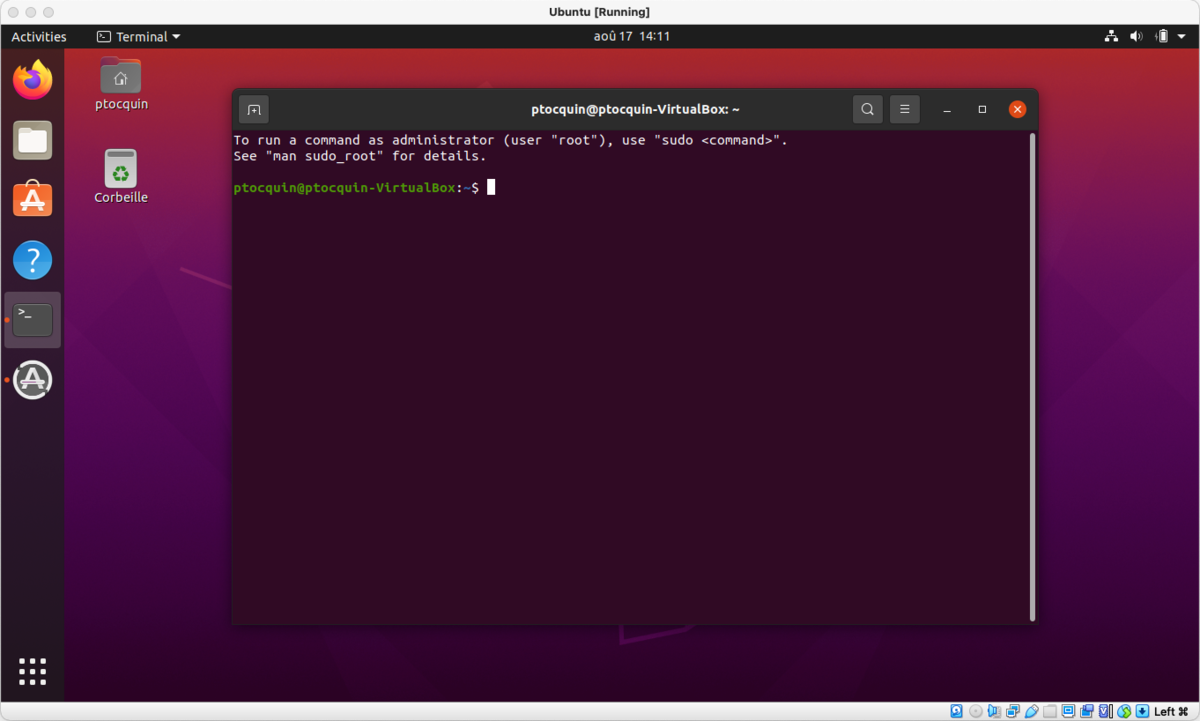 Ubuntu [Running]
Activities
Terminal
aoû 17 14:11
ptocquin
Corbeille
ptocquin@ptocquin-VirtualBox: ~
To run a command as administrator (user "root"), use "sudo <command>".
See "man sudo_root" for details.
ptocquin@ptocquin-VirtualBox:~$
Left ⌘